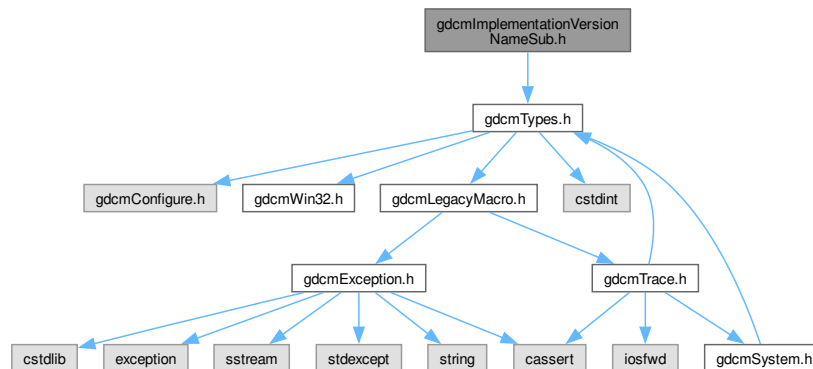 gdcmImplementationVersion
NameSub.h
gdcmTypes.h
gdcmConfigure.h
gdcmWin32.h
gdcmLegacyMacro.h
cstdint
gdcmException.h
gdcmTrace.h
cstdlib
exception
sstream
stdexcept
string
cassert
iosfwd
gdcmSystem.h